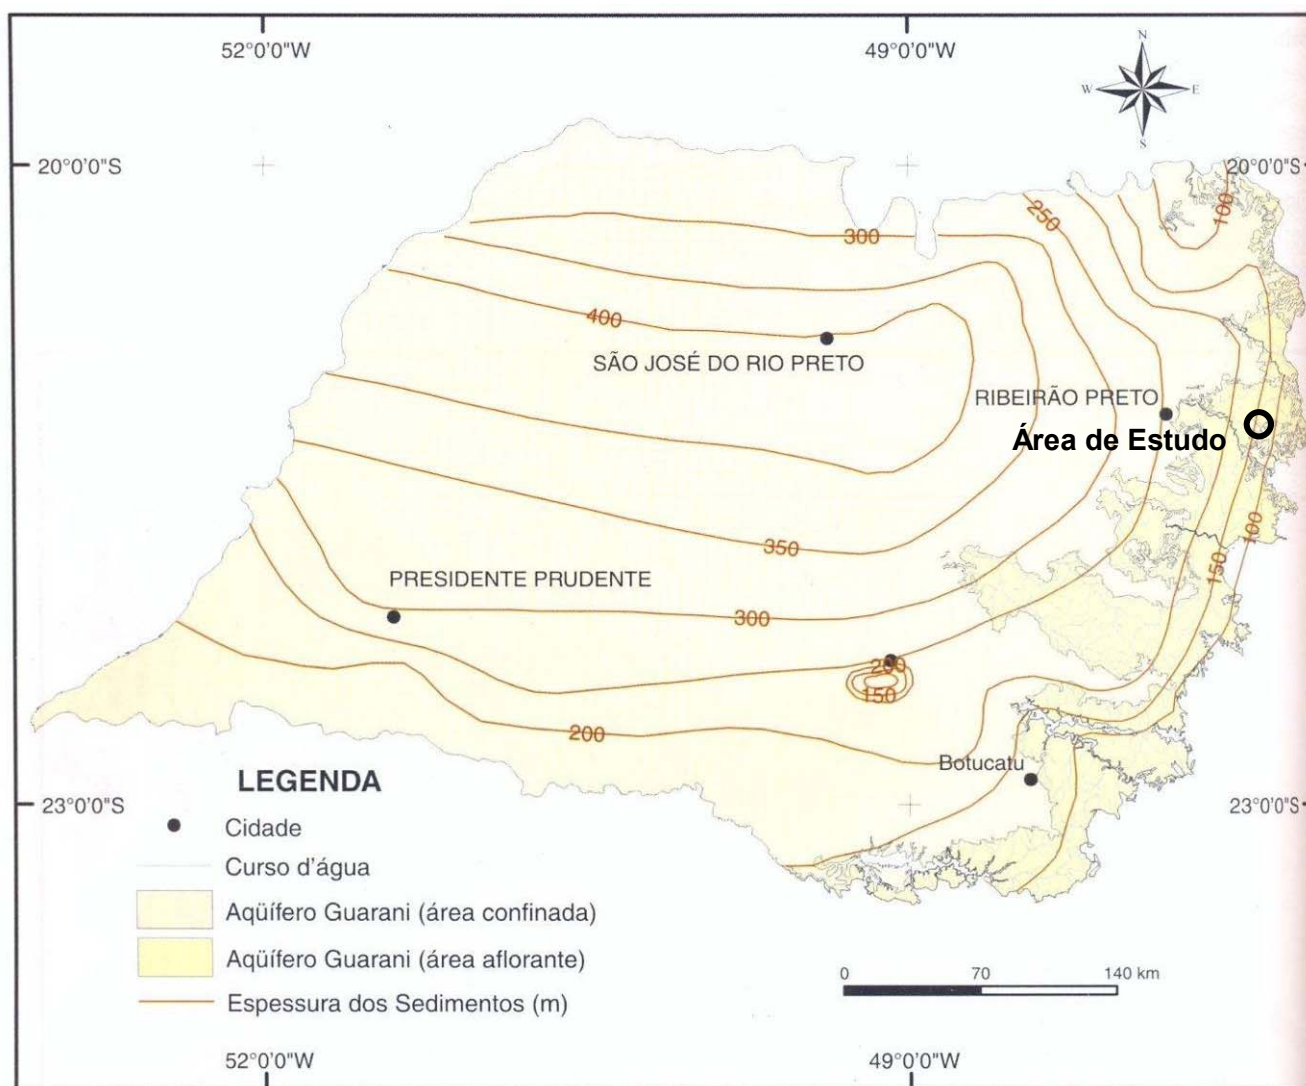 52°0'0"W
49°0'0"W
N
W
E
S
20°0'0"S
20°0'0"S
100
250
300
400
SÃO JOSÉ DO RIO PRETO
RIBEIRÃO PRETO
Área de Estudo
100
350
150
PRESIDENTE PRUDENTE
300
200
150
200
Botucatu
LEGENDA
23°0'0"S
23°0'0"S
Cidade
Curso d'água
Aqüífero Guarani (área confinada)
Aqüífero Guarani (área aflorante)
0
70
140 km
Espessura dos Sedimentos (m)
52°0'0"W
49°0'0"W